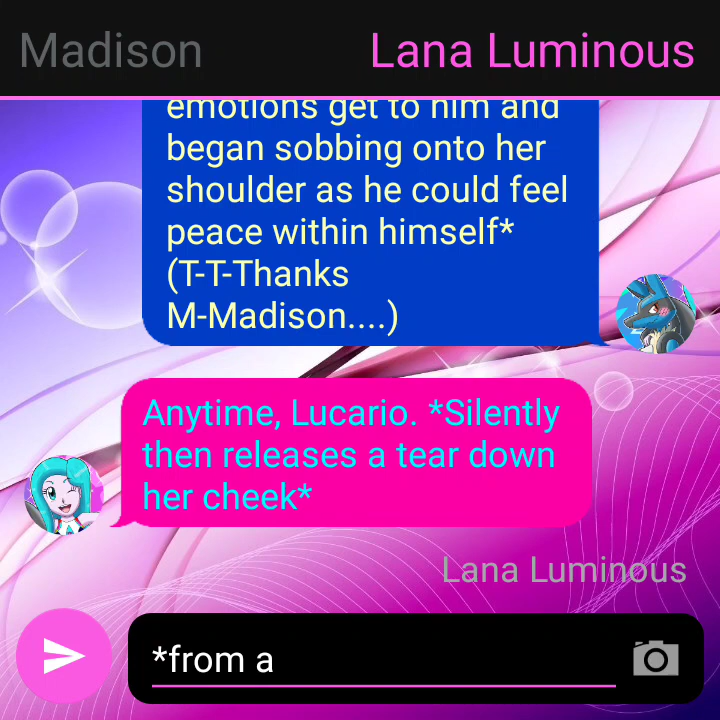 Madison
Lana Luminous
emotions get to him and
began sobbing onto her
shoulder as he could feel
peace within himself*
(T-T-Thanks
M-Madison....)
Anytime, Lucario. *Silently
then releases a tear down
her cheek*
Lana Luminous
*from a